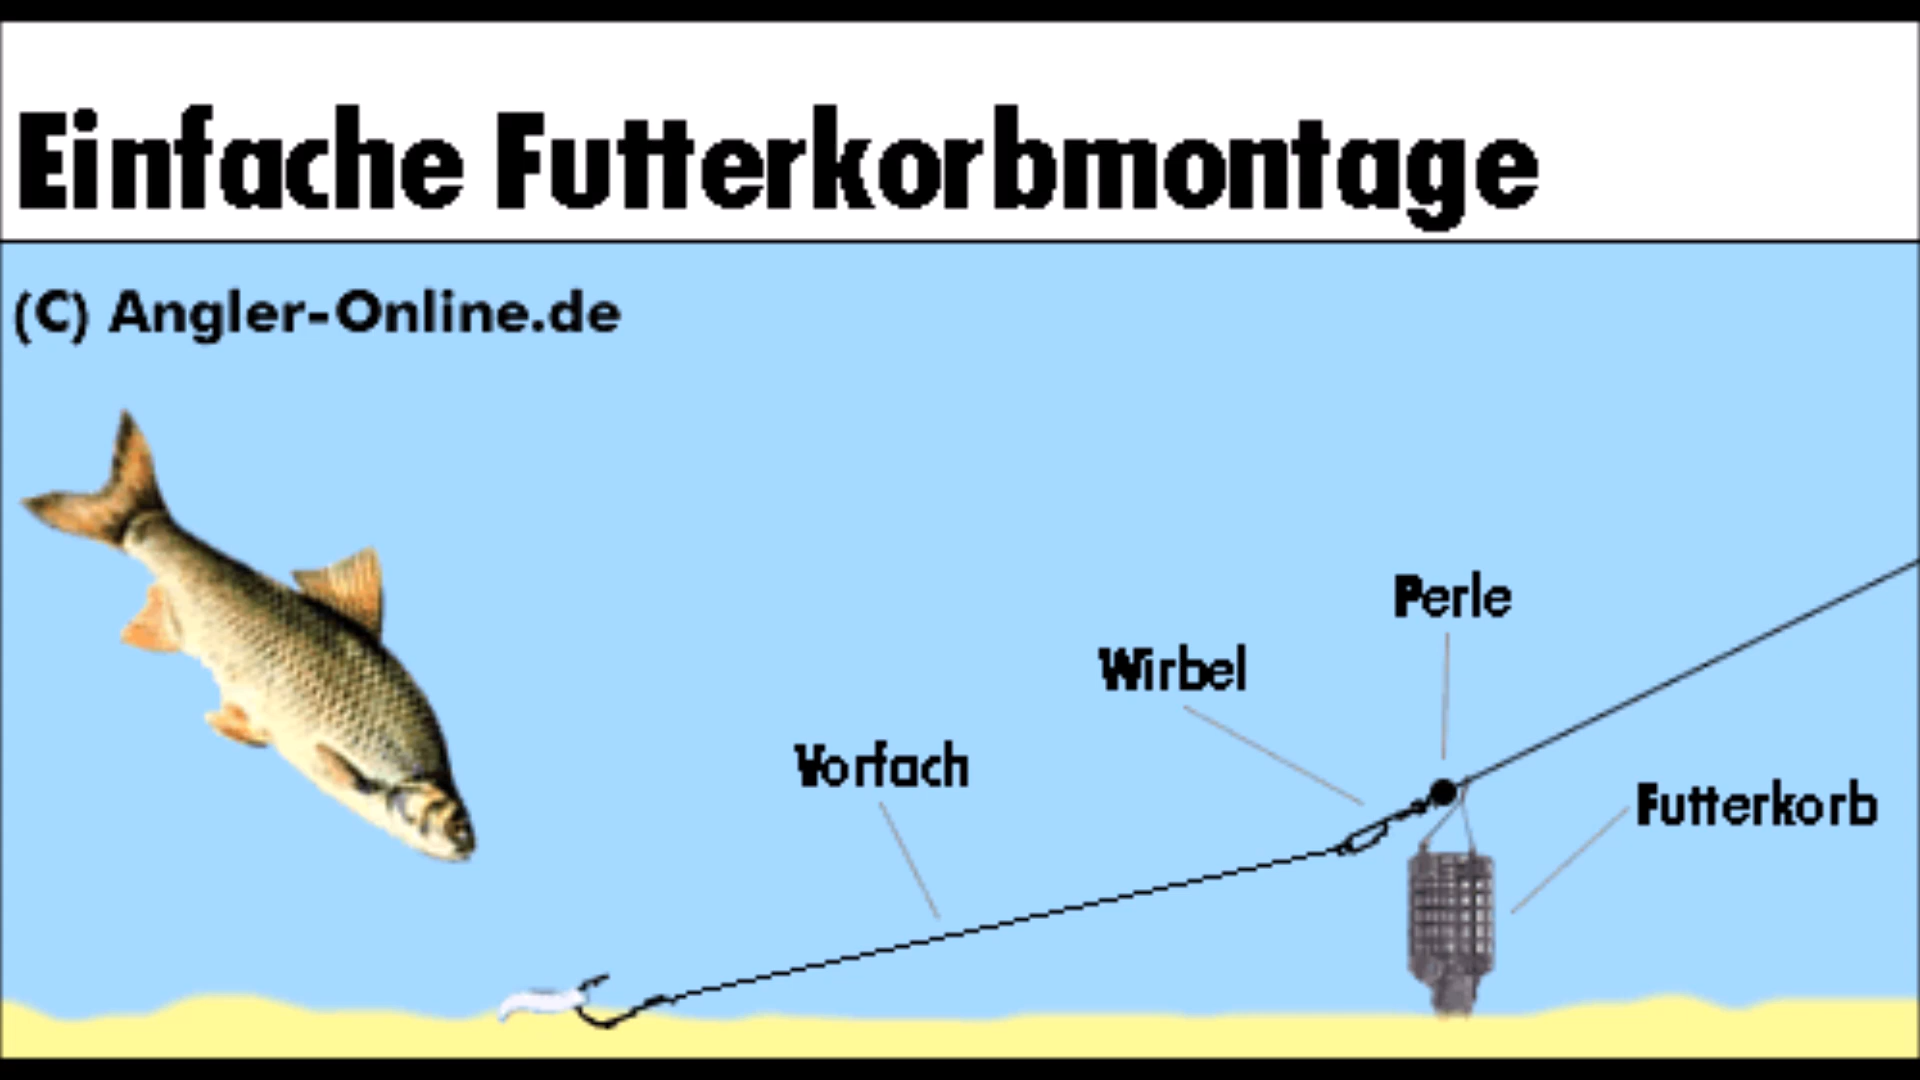 Einfache Futterkorbmontage
(C) Angler-Online.de
Perle
Wirbel
Vorfach
Futterkorb